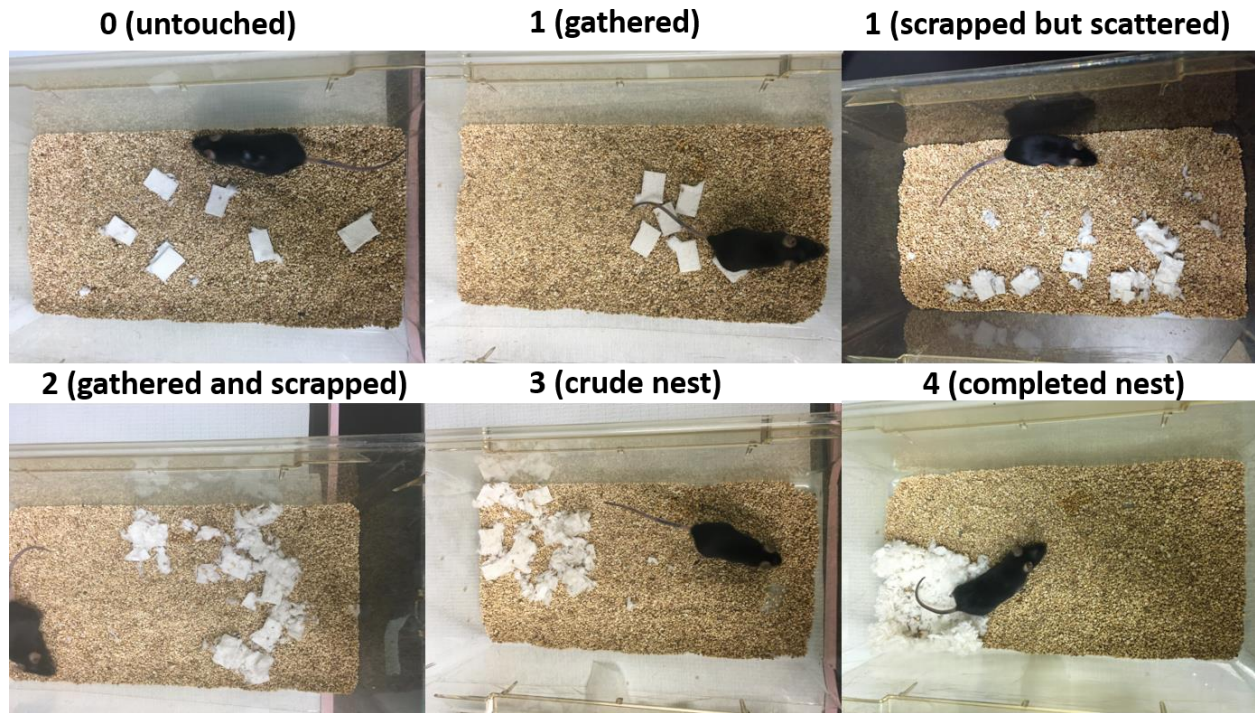 0 (untouched)
1 (gathered)
1 (scrapped but scattered)
2 (gathered and scrapped)
3 (crude nest)
4 (completed nest)